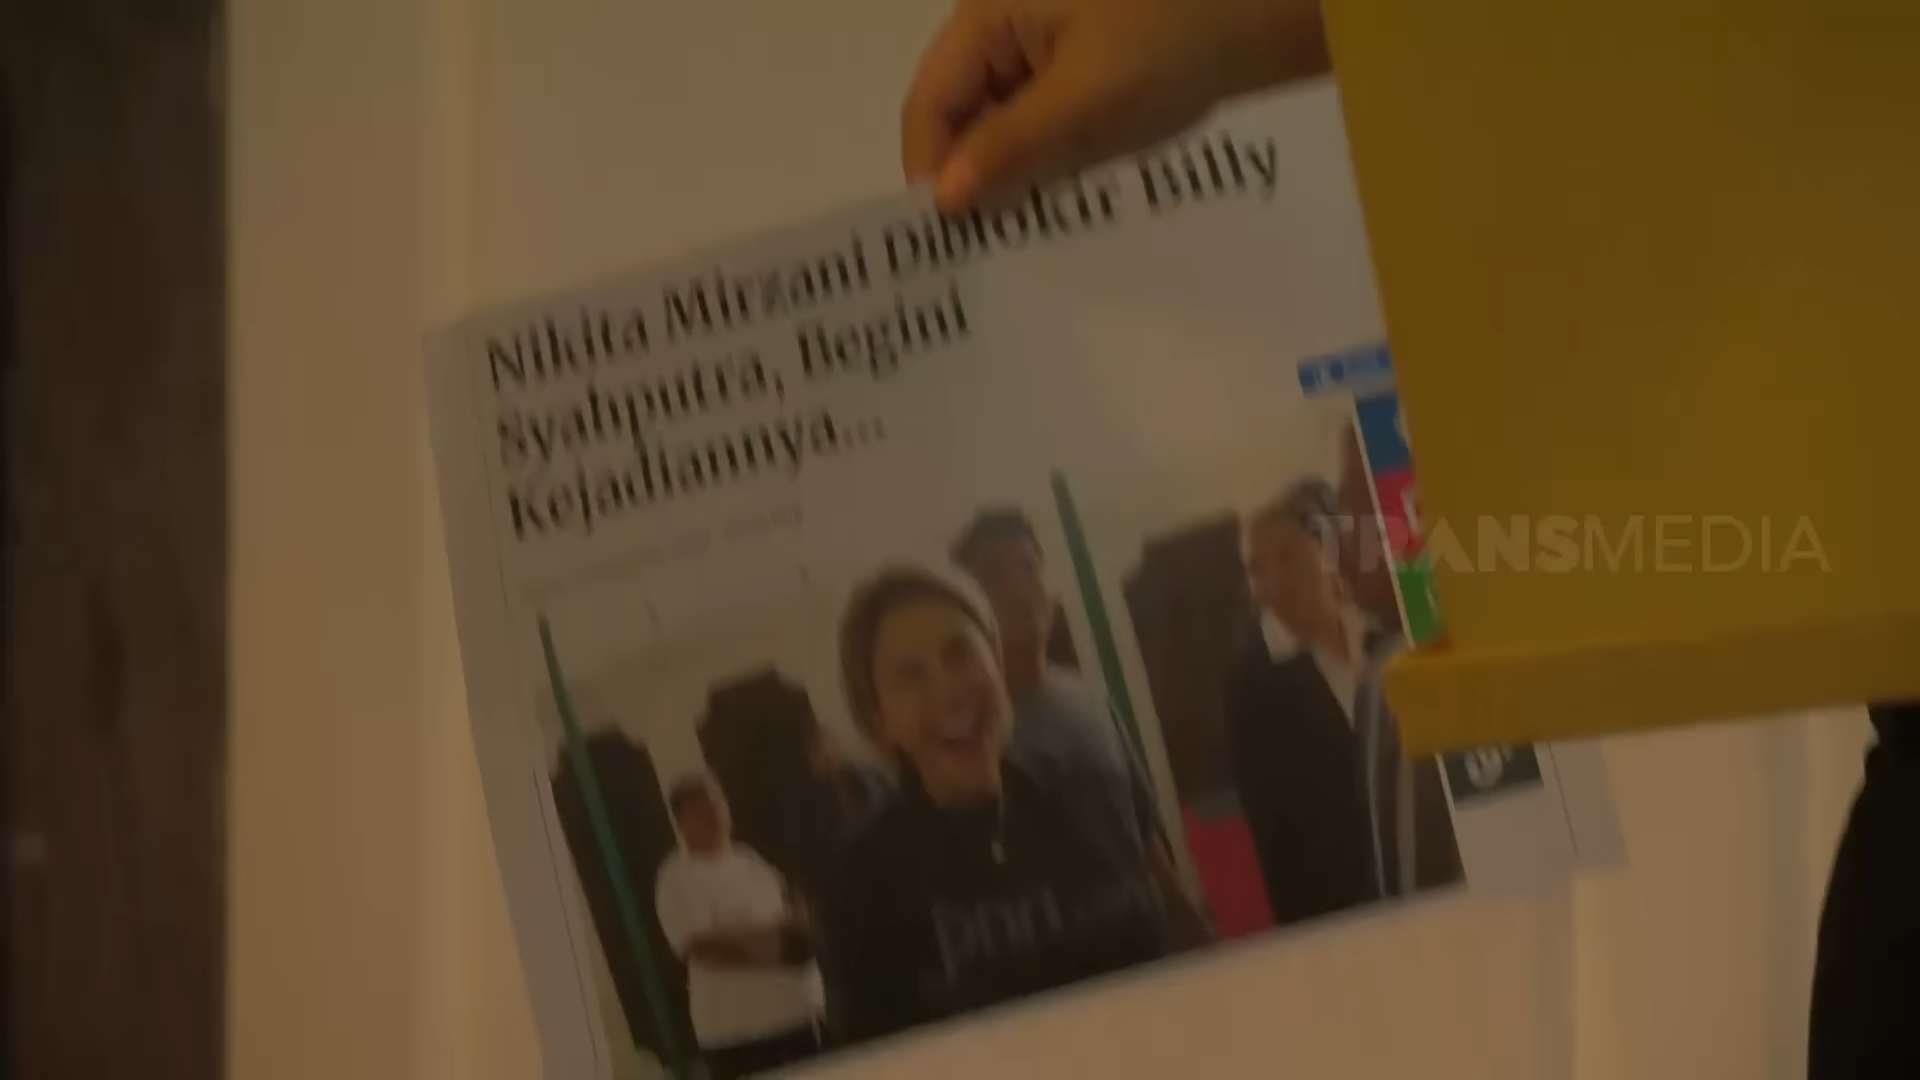 Nikita Mirzani Diblokir Billy
Syahputra, Begini
Kejadiannya...
TRANSMEDIA